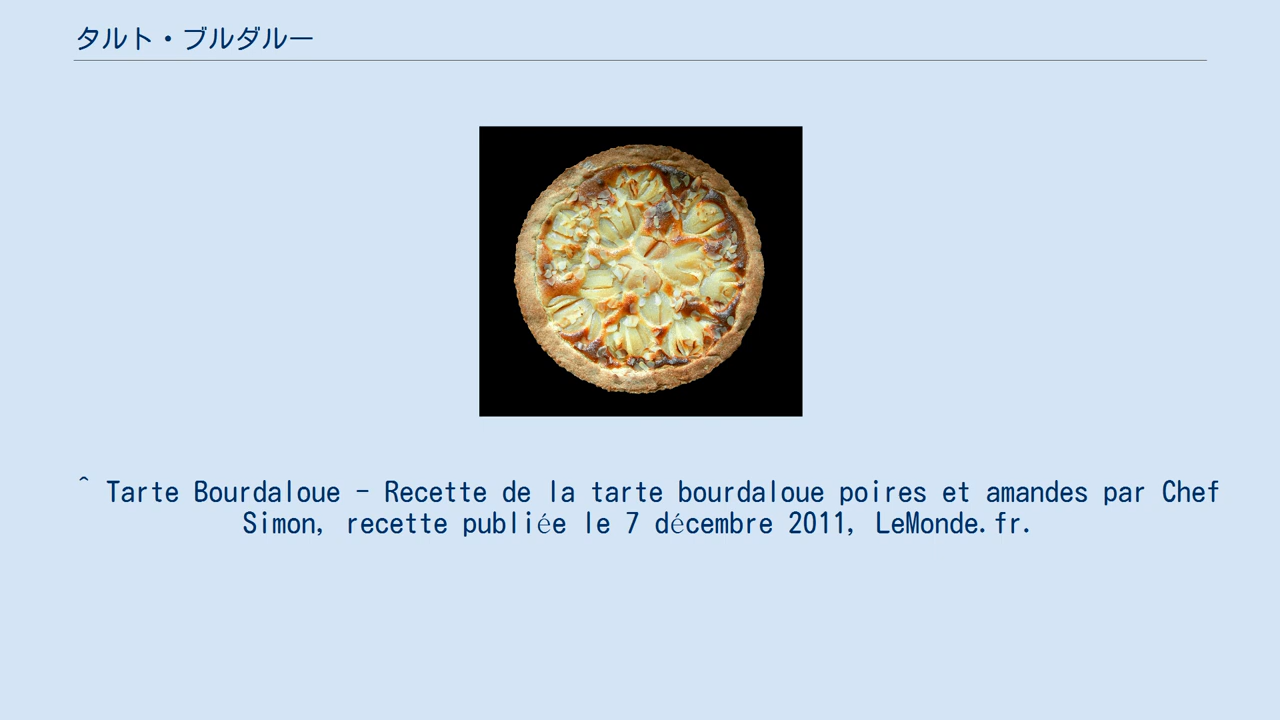 タルト・ブルダルー
^ Tarte Bourdaloue - Recette de la tarte bourdaloue poires et amandes par Chef
Simon, recette publiée le 7 décembre 2011, LeMonde.fr.